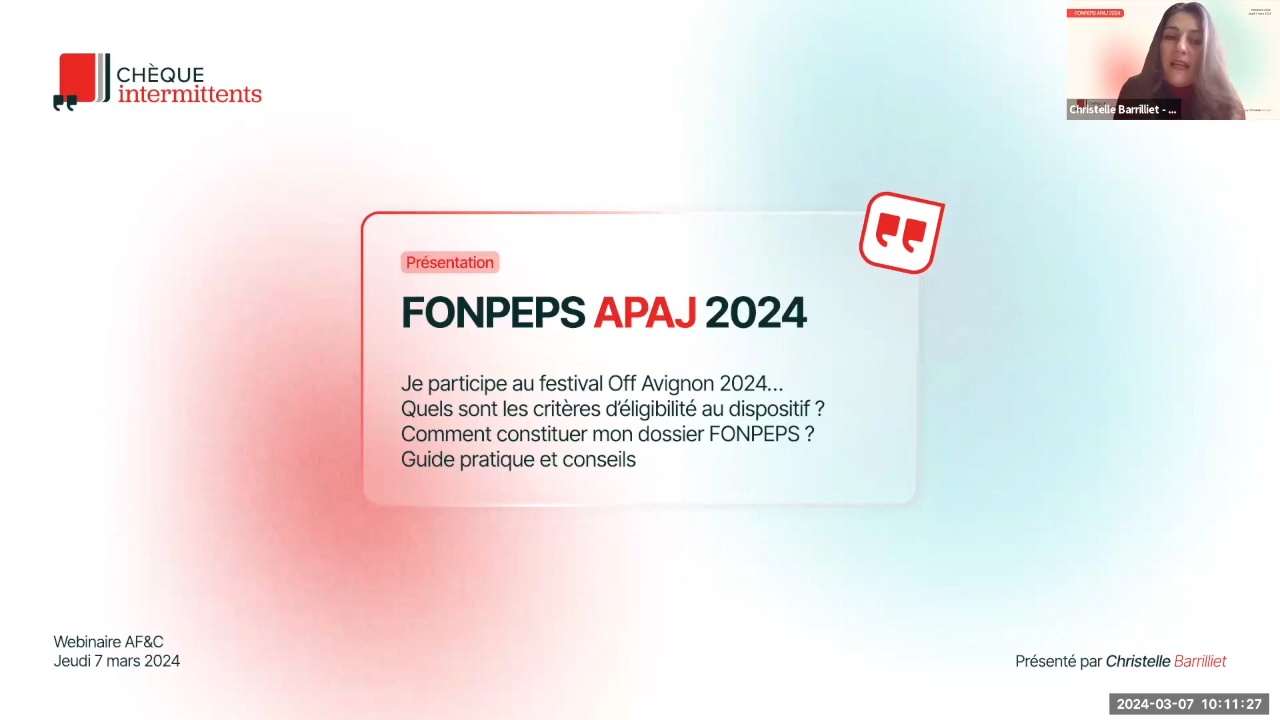 CHÈQUE
intermittents
FONPEPS APAJ 2024
Christelle Barrilliet - ...
Présentation
FONPEPS APAJ 2024
Je participe au festival Off Avignon 2024...
Quels sont les critères d'éligibilité au dispositif ?
Comment constituer mon dossier FONPEPS ?
Guide pratique et conseils
Webinaire AF&C
Jeudi 7 mars 2024
Présenté par Christelle Barrilliet
2024-03-07 10:11:27